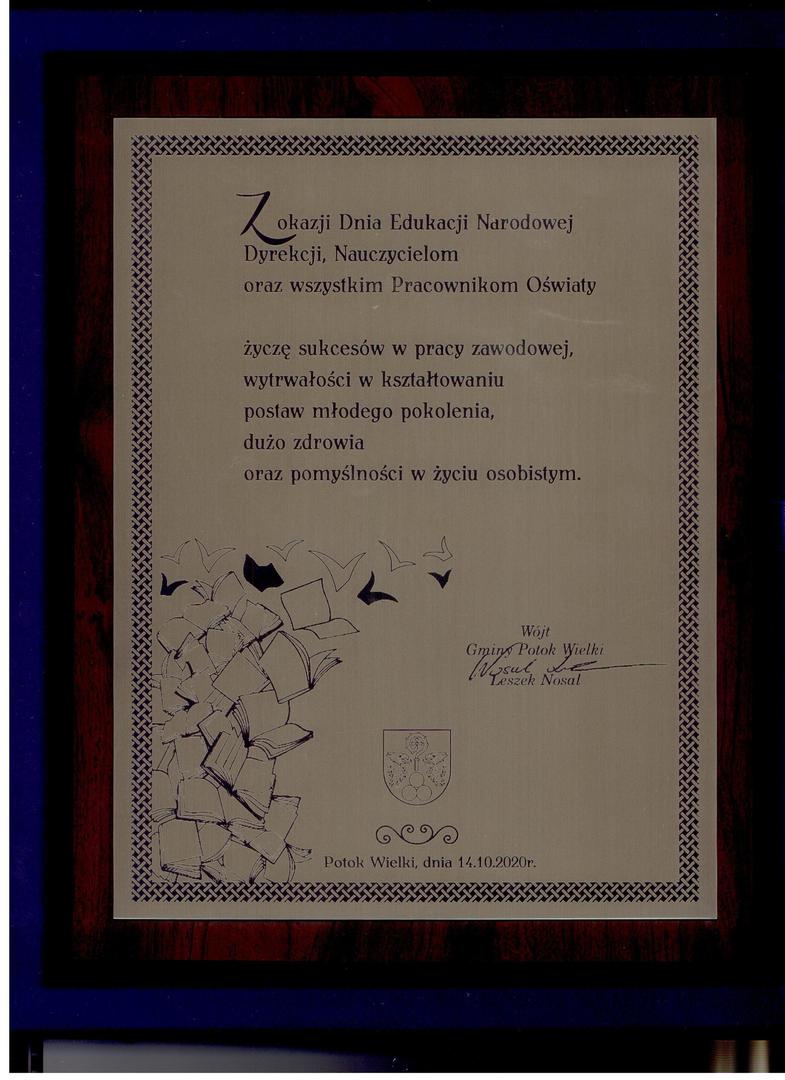 Z okazji Dnia Edukacji Narodowej
Dyrekcji, Nauczycielom
oraz wszystkim Pracownikom Oświaty
życzę sukcesów w pracy zawodowej,
wytrwałości w kształtowaniu
postaw młodego pokolenia,
dużo zdrowia
oraz pomyślności w życiu osobistym.
Wójt
Gminy Potok Wielki
Leszek Nosal
Potok Wielki, dnia 14.10.2020r.